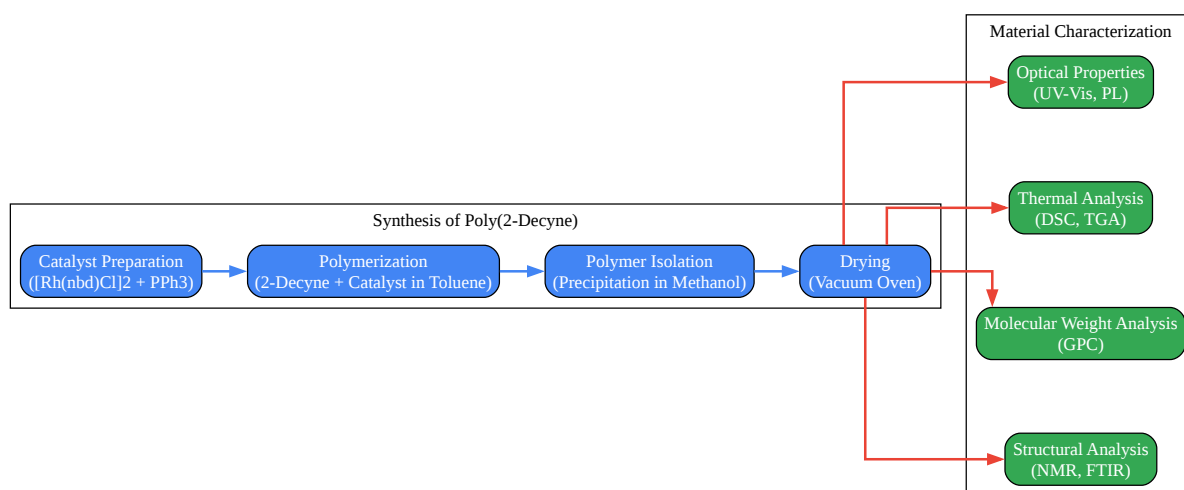 Material Characterization
Optical Properties
(UV-Vis, PL)
Thermal Analysis
(DSC, TGA)
Synthesis of Poly(2-Decyne)
Catalyst Preparation
([Rh(nbd)Cl]2 + PPh3)
Polymerization
(2-Decyne + Catalyst in Toluene)
Polymer Isolation
(Precipitation in Methanol)
Drying
(Vacuum Oven)
Molecular Weight Analysis
(GPC)
Structural Analysis
(NMR, FTIR)